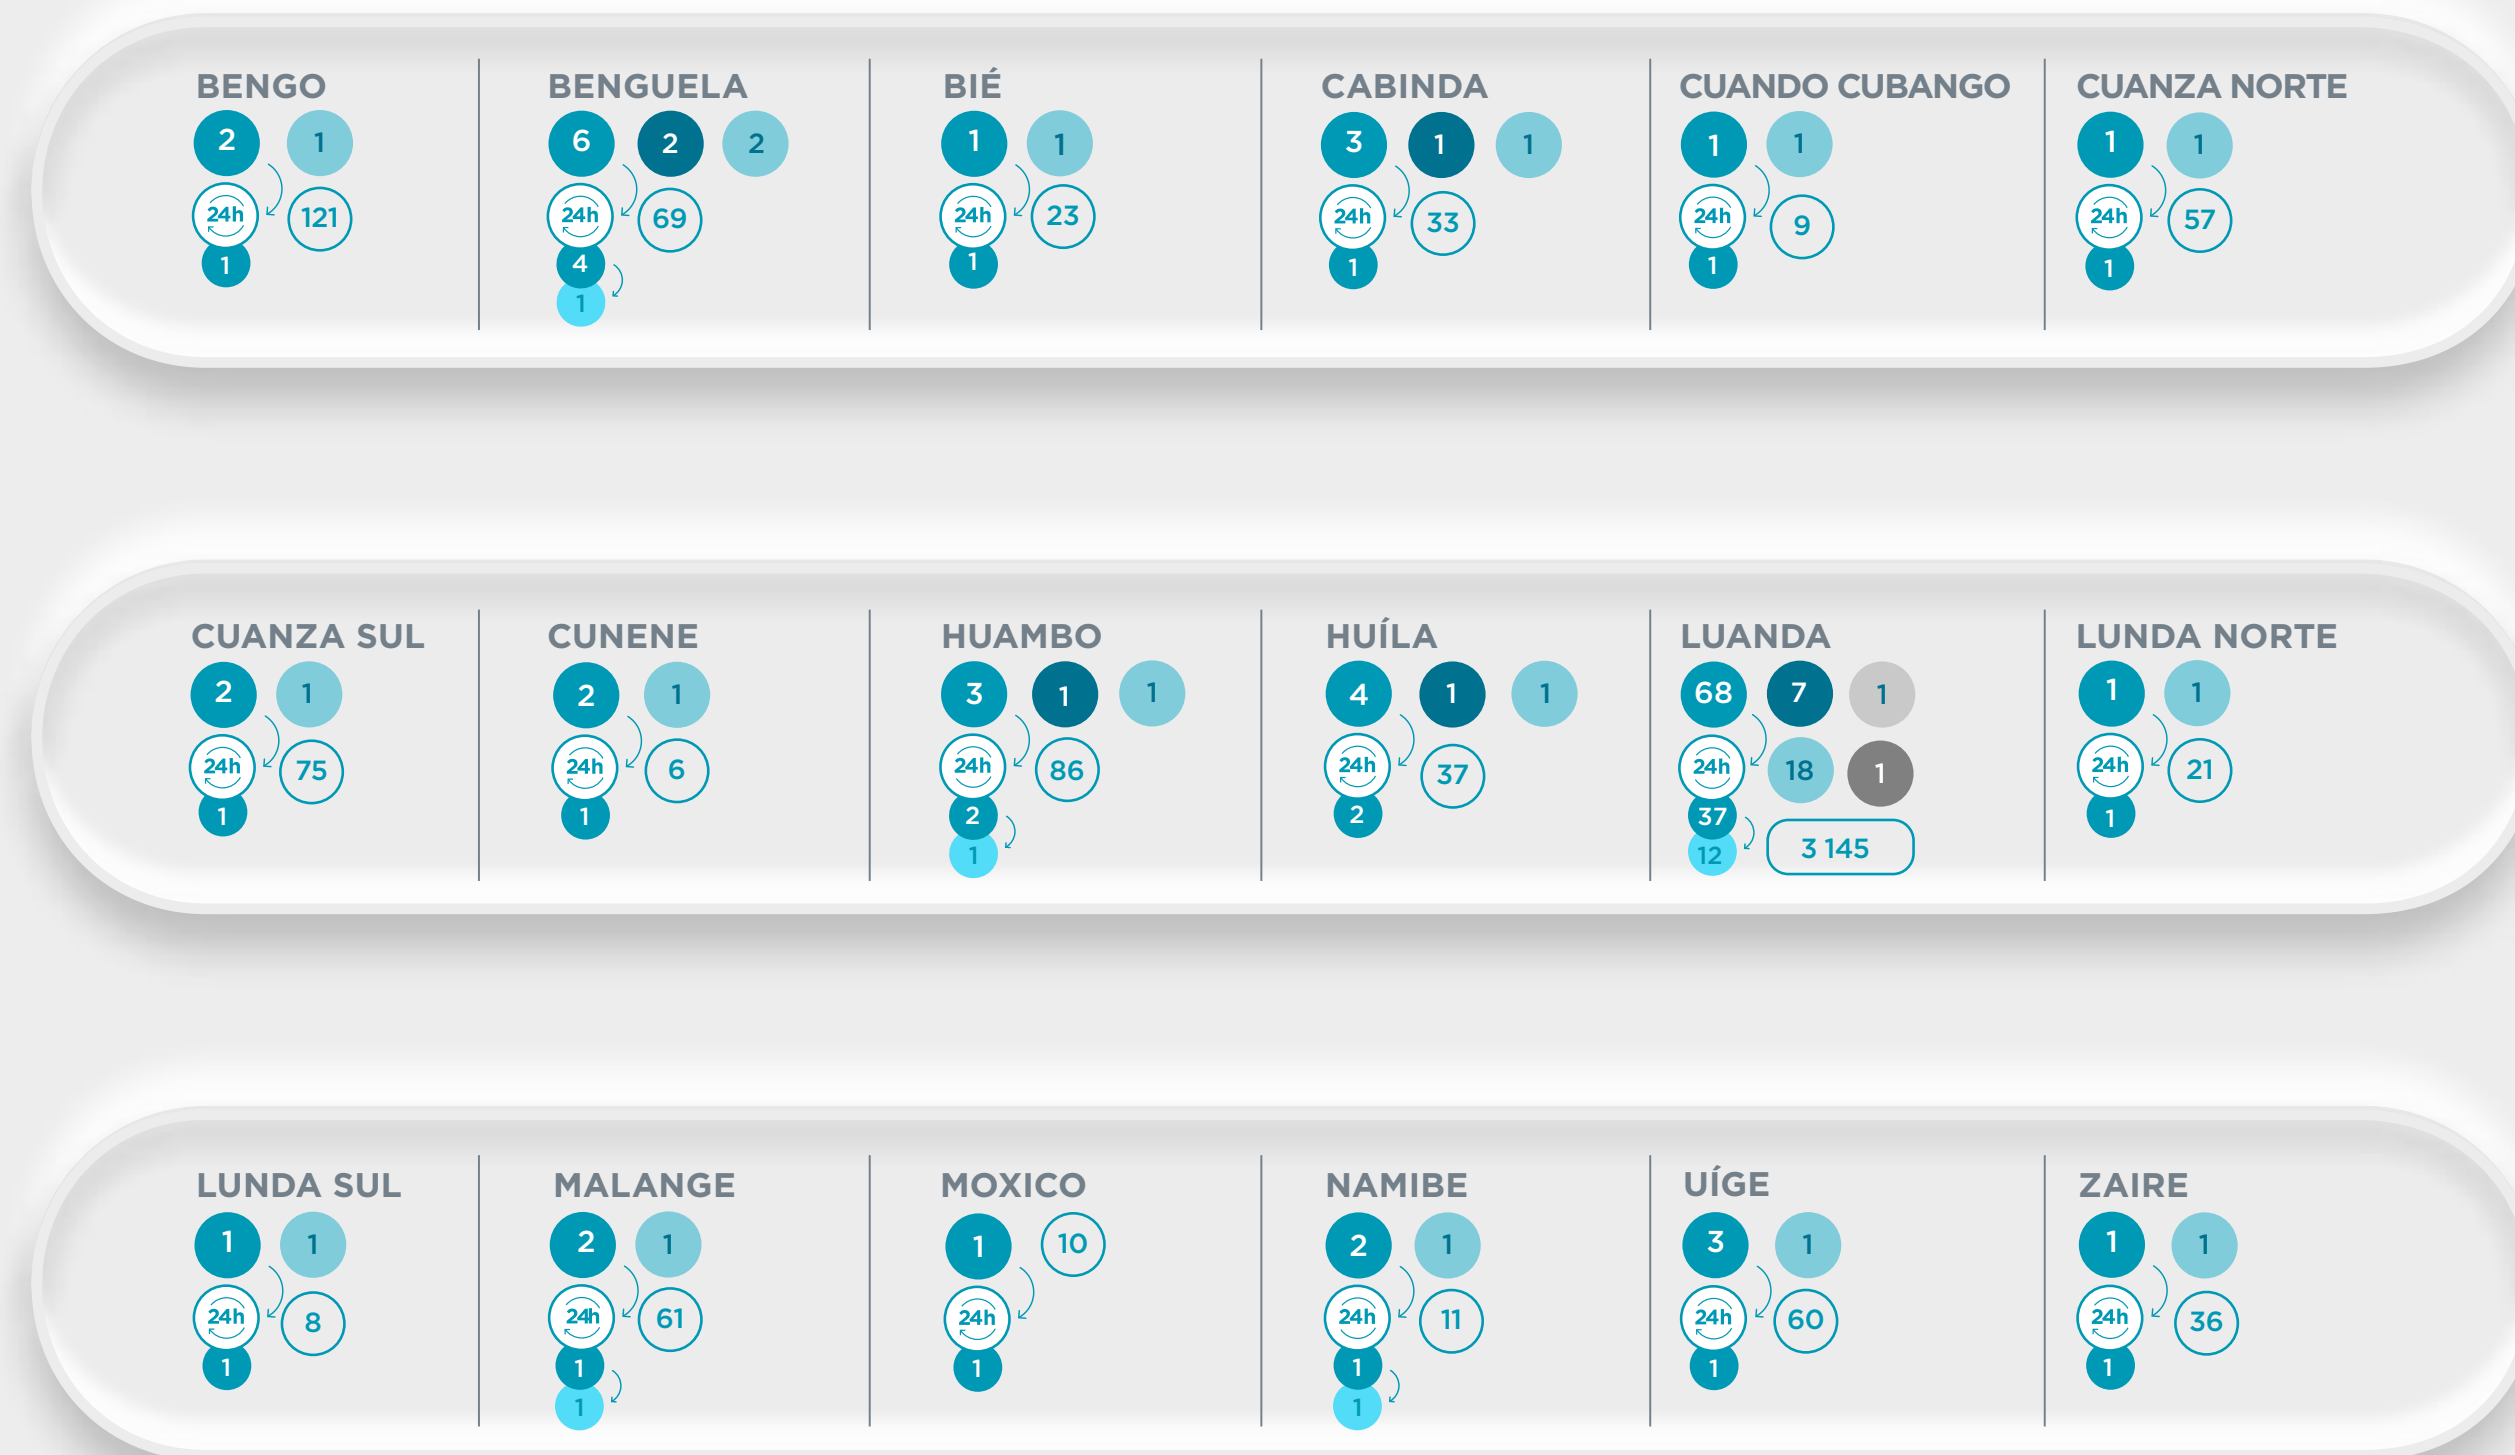 BENGO
2 1
24h 121
1
BENGUELA
6 2 2
24h 69
4
1
BIÉ
1 1
24h 23
1
CABINDA
3 1 1
24h 33
1
CUANDO CUBANGO
1 1
24h 9
1
CUANZA NORTE
1 1
24h 57
1
CUANZA SUL
2 1
24h 75
1
CUNENE
2 1
24h 6
1
HUAMBO
3 1 1
24h 86
2
1
HUÍLA
4 1 1
24h 37
2
LUANDA
68 7 1
24h 18 1
37
12 3 145
LUNDA NORTE
1 1
24h 21
1
LUNDA SUL
1 1
24h 8
1
MALANGE
2 1
24h 61
1
1
MOXICO
1 10
24h
1
NAMIBE
2 1
24h 11
1
1
UÍGE
3 1
24h 60
1
ZAIRE
1 1
24h 36
1